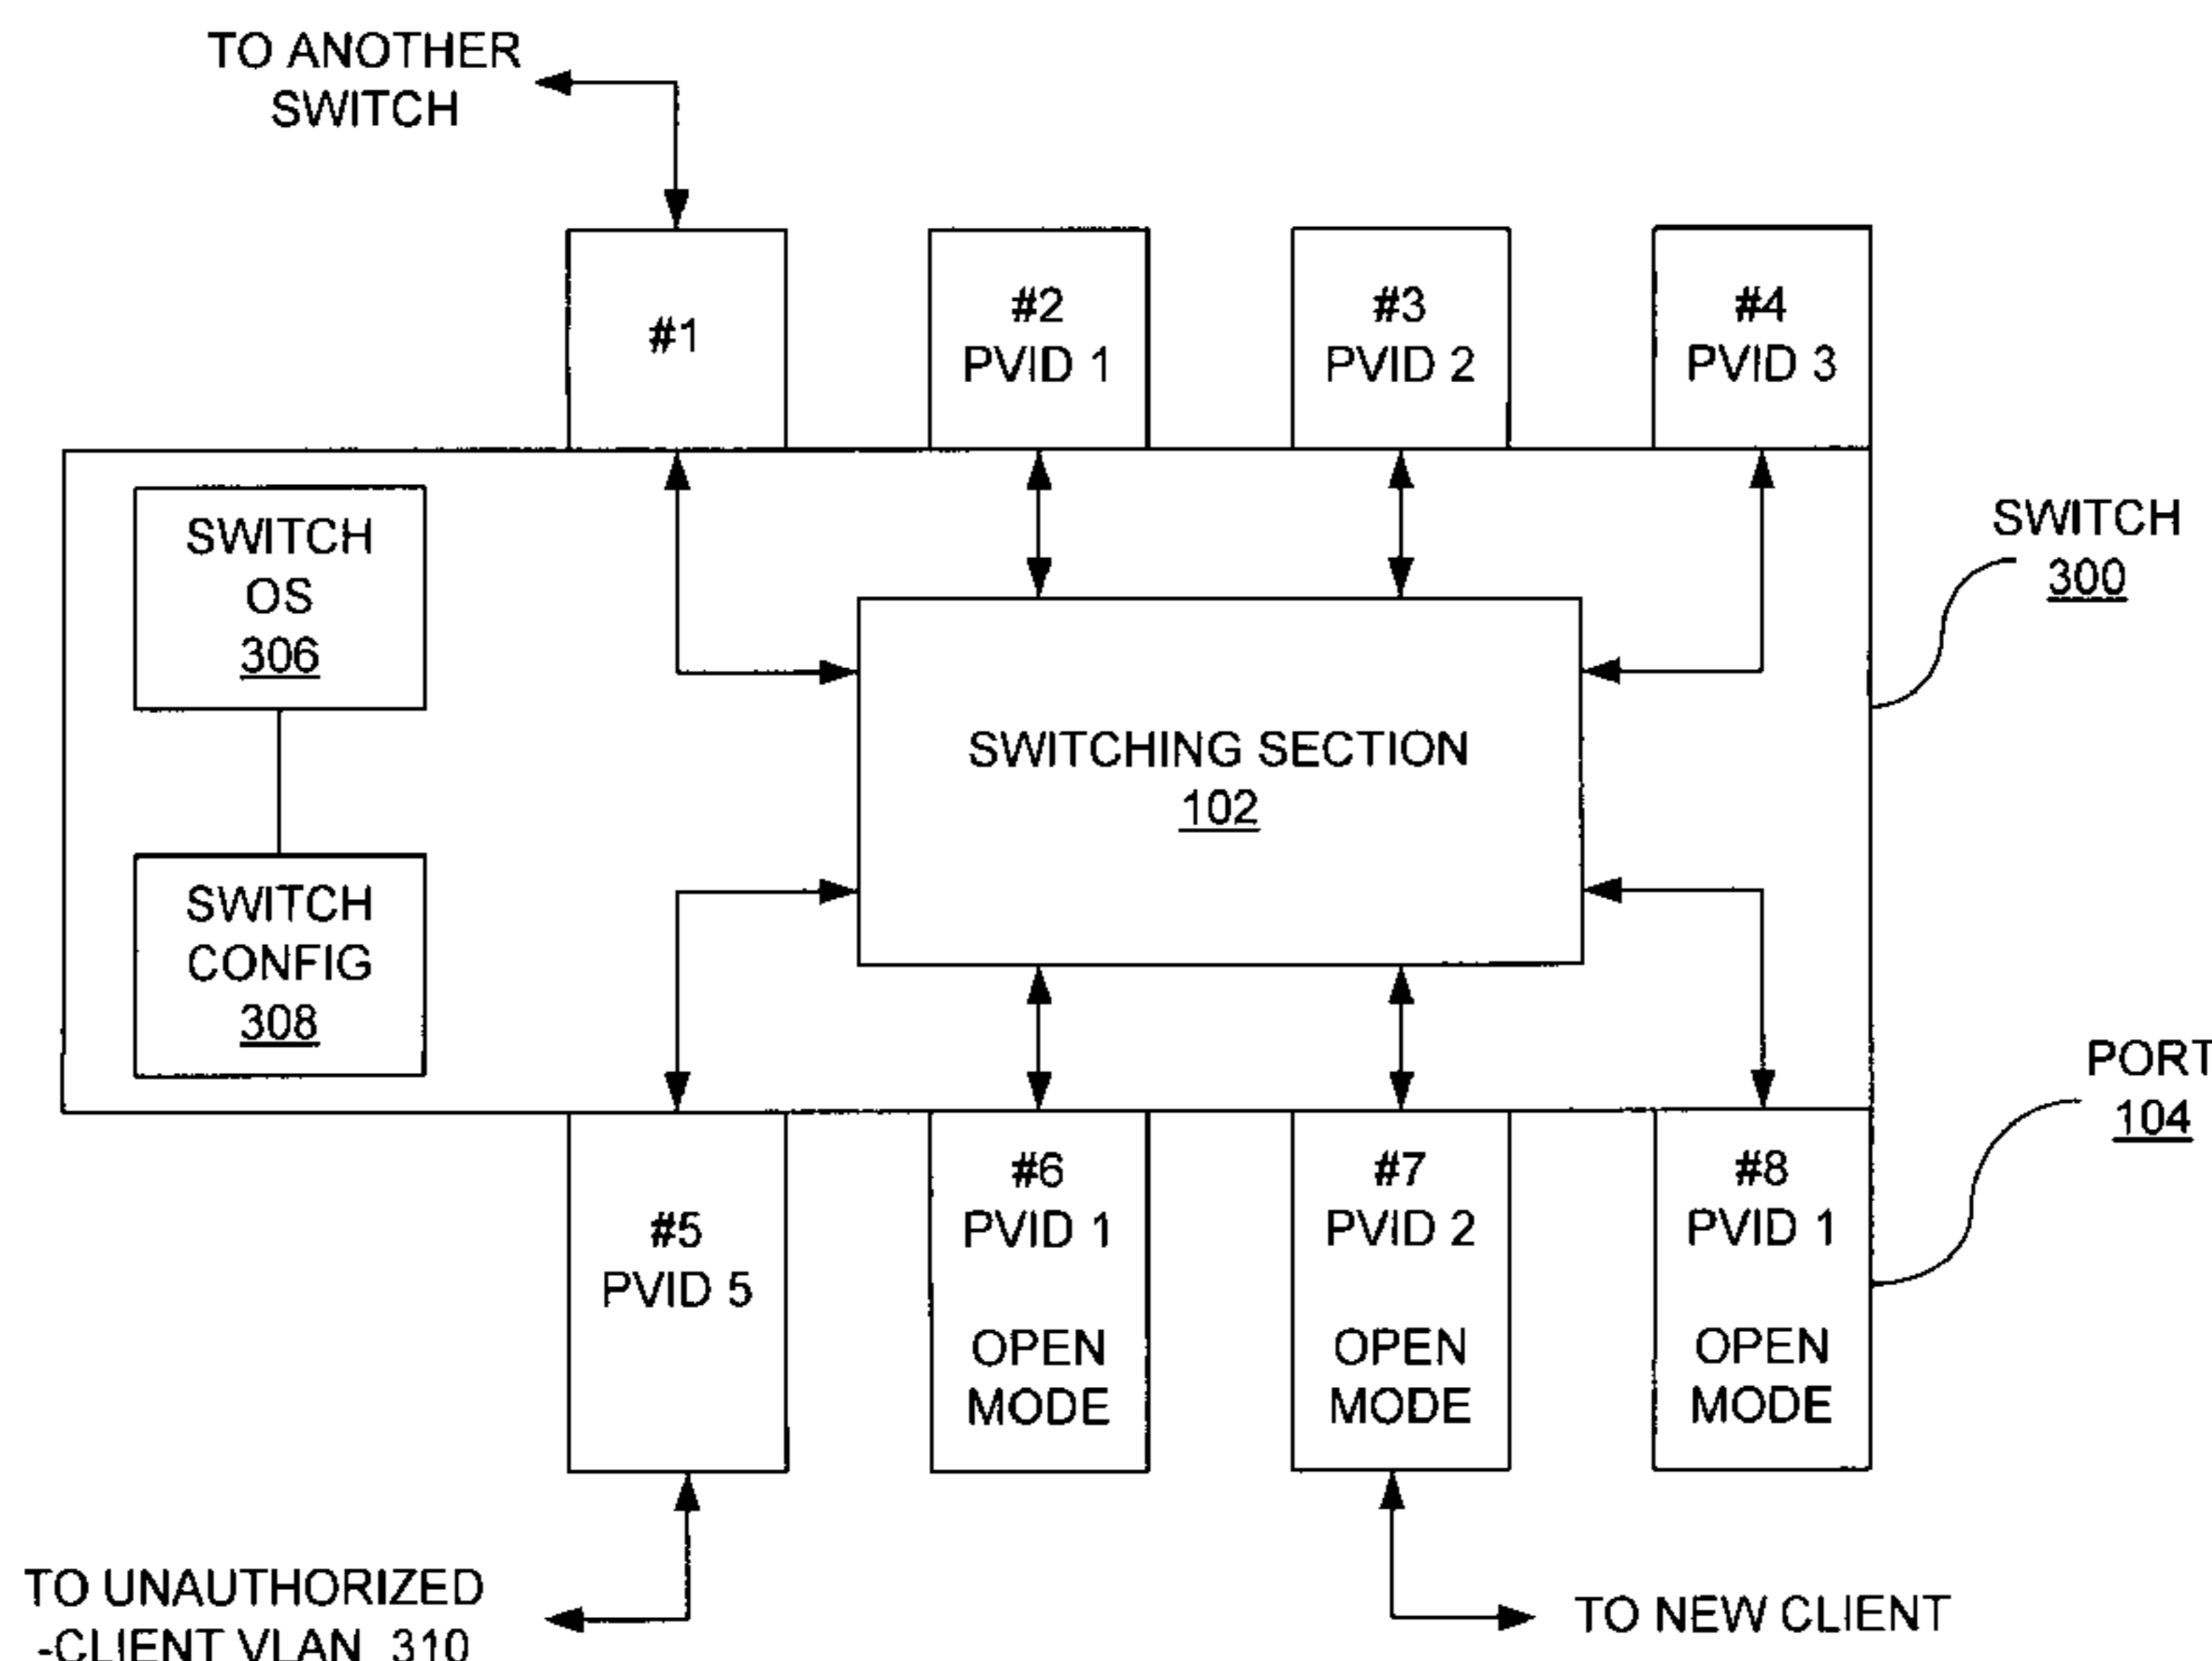 TO ANOTHER
SWITCH
#1
#2
PVID 1
#3
PVID 2
#4
PVID 3
SWITCH
OS
306
SWITCH
300
SWITCHING SECTION
102
SWITCH
CONFIG
308
PORT
104
#5
PVID 5
#6
PVID 1
OPEN
MODE
#7
PVID 2
OPEN
MODE
#8
PVID 1
OPEN
MODE
TO UNAUTHORIZED
-CLIENT VLAN 310
TO NEW CLIENT